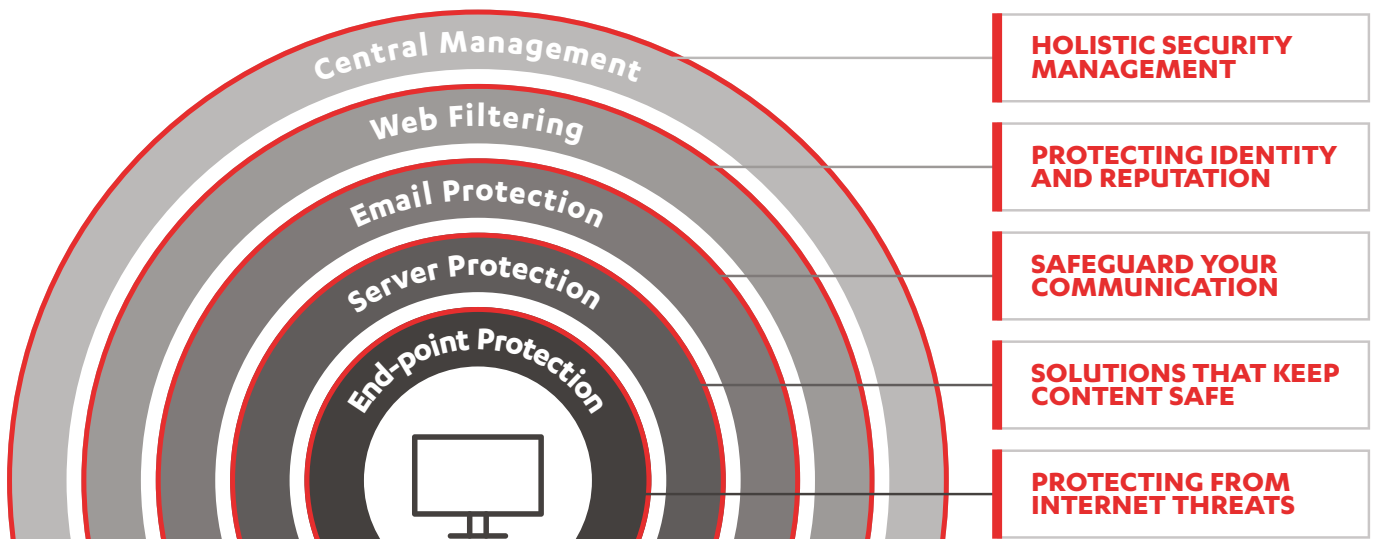 Central Management
HOLISTIC SECURITY
MANAGEMENT
Web Filtering
PROTECTING IDENTITY
AND REPUTATION
Email Protection
SAFEGUARD YOUR
COMMUNICATION
Server Protection
SOLUTIONS THAT KEEP
CONTENT SAFE
End-point Protection
PROTECTING FROM
INTERNET THREATS